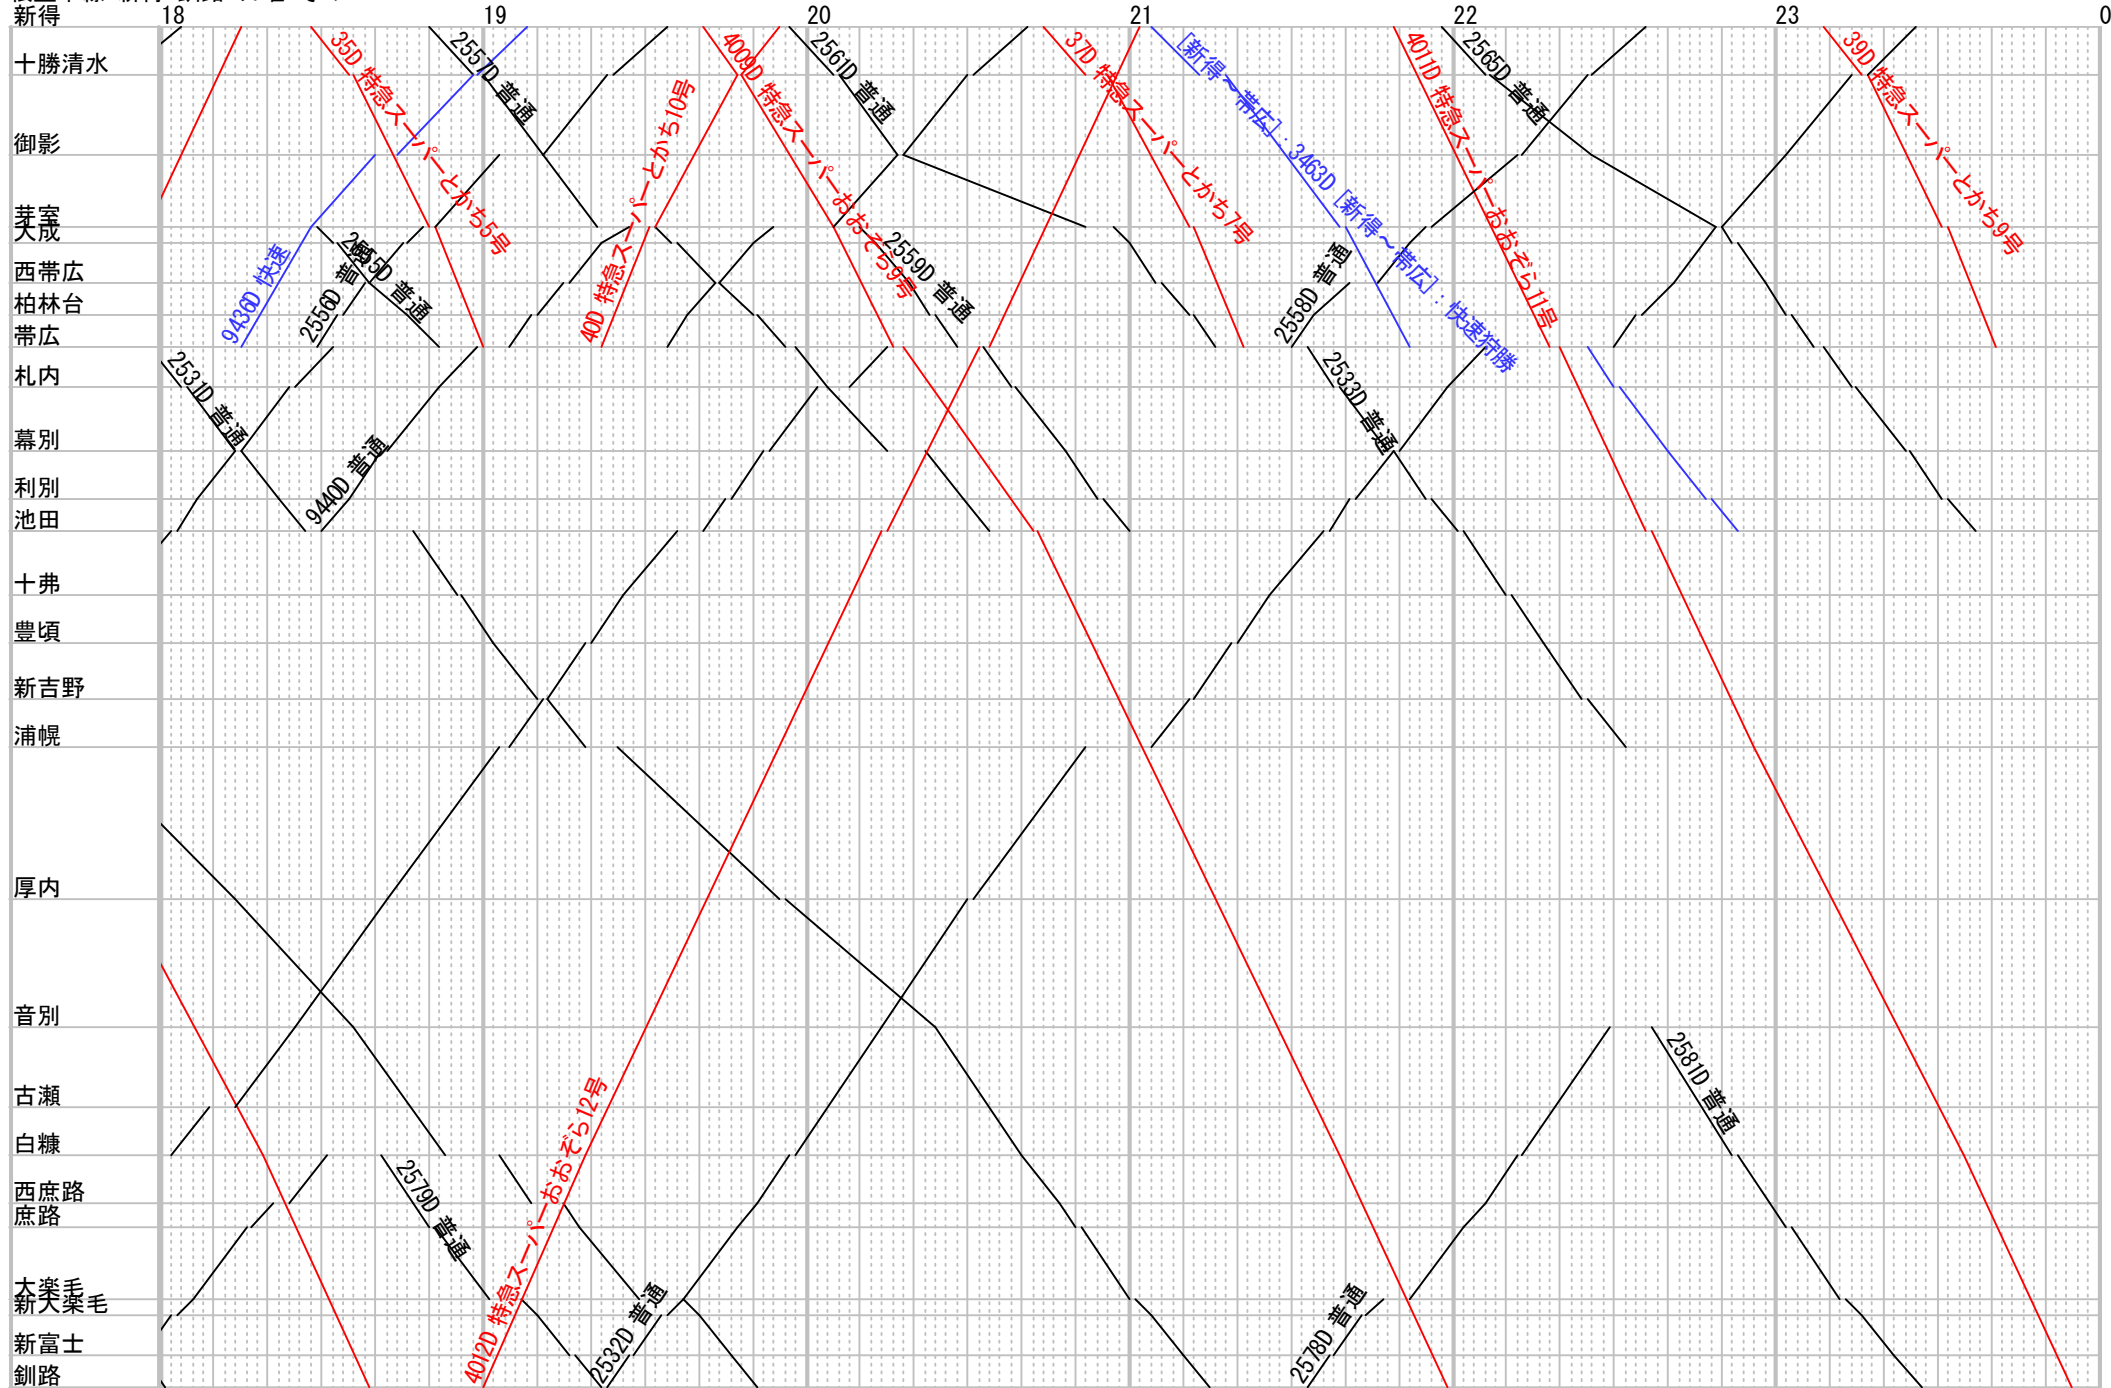 新得
18 19 20 21 22 23 0
十勝清水
御影
芽室
大成
西帯広
柏林台
帯広
札内
幕別
利別
池田
十弗
豊頃
新吉野
浦幌
厚内
音別
古瀬
白糠
西庶路
庶路
大楽毛
新大楽毛
新富士
釧路
35D 特急スーパーとかち5号
2557D 普通
40D 特急スーパーとかち10号
4009D 特急スーパーおおぞら9号
2561D 普通
37D 特急スーパーとかち7号
[新得～帯広]：3463D [新得～帯広]：快速狩勝
4011D 特急スーパーおおぞら11号
2565D 普通
39D 特急スーパーとかち9号
9436D 快速
2556D 普通
2555D 普通
2559D 普通
2558D 普通
2531D 普通
9440D 普通
2533D 普通
2579D 普通
4012D 特急スーパーおおぞら12号
2532D 普通
2578D 普通
2581D 普通